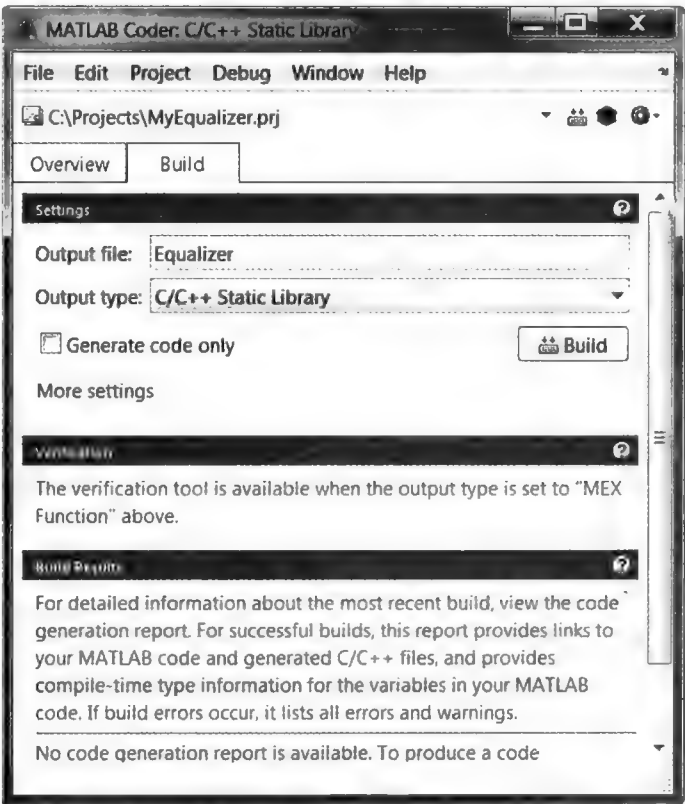 MATLAB Coder: C/C++ Static Library
File Edit Project Debug Window Help
C:\Projects\MyEqualizer.prj
Overview Build
Settings
Output file: Equalizer
Output type: C/C++ Static Library
Generate code only
Build
More settings
Verification
The verification tool is available when the output type is set to "MEX
Function" above.
Build Results
For detailed information about the most recent build, view the code
generation report. For successful builds, this report provides links to
your MATLAB code and generated C/C++ files, and provides
compile-time type information for the variables in your MATLAB
code. If build errors occur, it lists all errors and warnings.
No code generation report is available. To produce a code